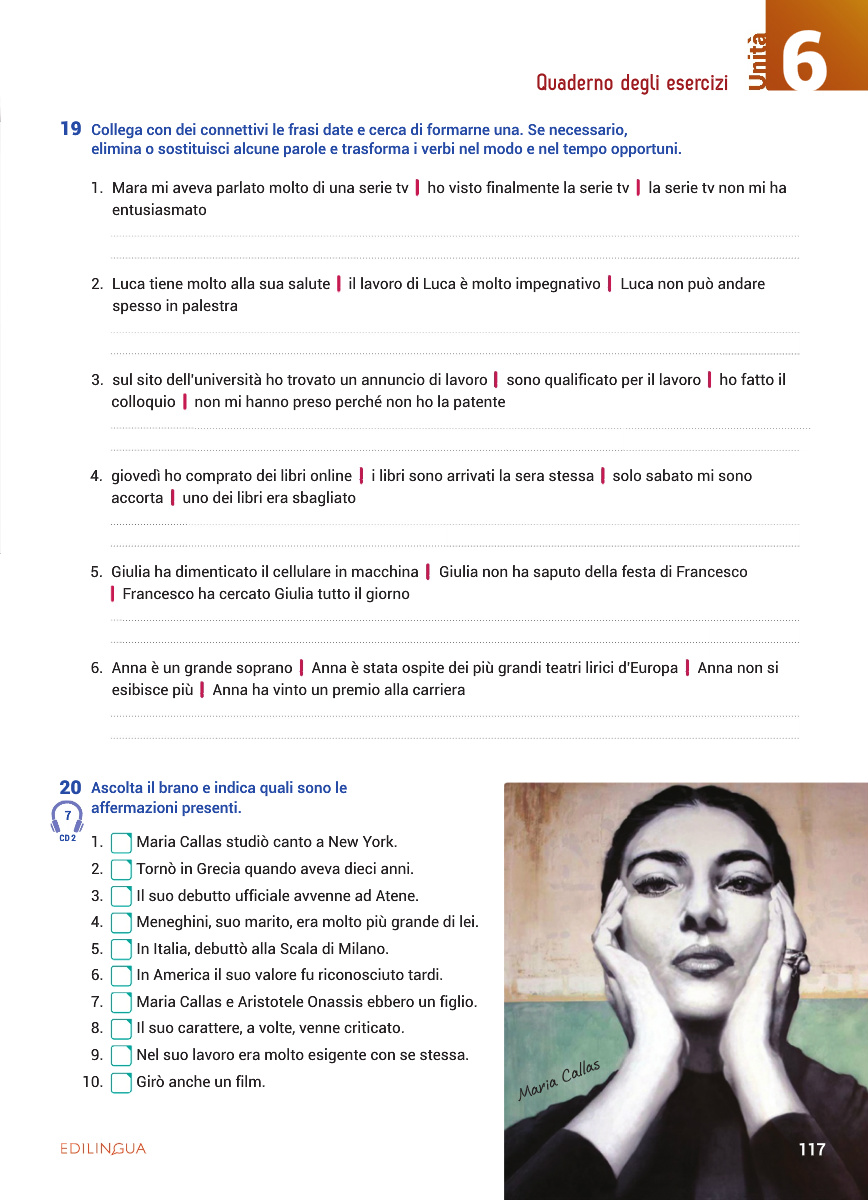 Unità 6
Quaderno degli esercizi
19 Collega con dei connettivi le frasi date e cerca di formarne una. Se necessario,
elimina o sostituisci alcune parole e trasforma i verbi nel modo e nel tempo opportuni.
1. Mara mi aveva parlato molto di una serie tv | ho visto finalmente la serie tv | la serie tv non mi ha
entusiasmato
2. Luca tiene molto alla sua salute | il lavoro di Luca è molto impegnativo | Luca non può andare
spesso in palestra
3. sul sito dell'università ho trovato un annuncio di lavoro | sono qualificato per il lavoro | ho fatto il
colloquio | non mi hanno preso perché non ho la patente
4. giovedì ho comprato dei libri online | i libri sono arrivati la sera stessa | solo sabato mi sono
accorta | uno dei libri era sbagliato
5. Giulia ha dimenticato il cellulare in macchina | Giulia non ha saputo della festa di Francesco
| Francesco ha cercato Giulia tutto il giorno
6. Anna è un grande soprano | Anna è stata ospite dei più grandi teatri lirici d'Europa | Anna non si
esibisce più | Anna ha vinto un premio alla carriera
20 Ascolta il brano e indica quali sono le
affermazioni presenti.
7
CD 2
1. Maria Callas studiò canto a New York.
2. Tornò in Grecia quando aveva dieci anni.
3. Il suo debutto ufficiale avvenne ad Atene.
4. Meneghini, suo marito, era molto più grande di lei.
5. In Italia, debuttò alla Scala di Milano.
6. In America il suo valore fu riconosciuto tardi.
7. Maria Callas e Aristotele Onassis ebbero un figlio.
8. Il suo carattere, a volte, venne criticato.
9. Nel suo lavoro era molto esigente con se stessa.
10. Girò anche un film.
Maria Callas
EDILINGUA
117